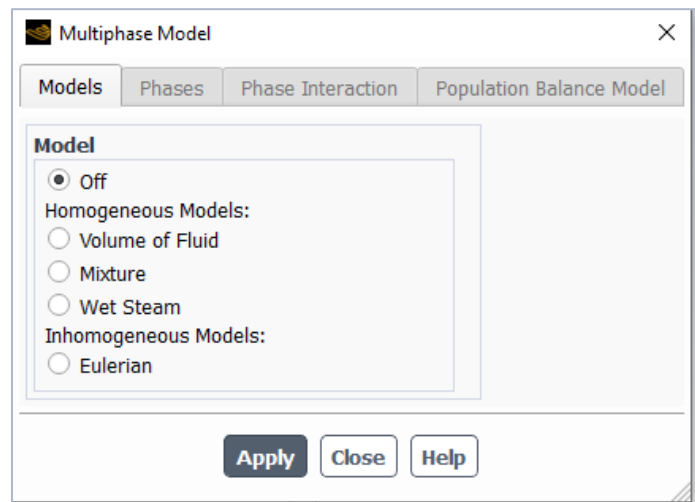 Multiphase Model
Models Phases Phase Interaction Population Balance Model
Model
Off
Homogeneous Models:
Volume of Fluid
Mixture
Wet Steam
Inhomogeneous Models:
Eulerian
Apply Close Help